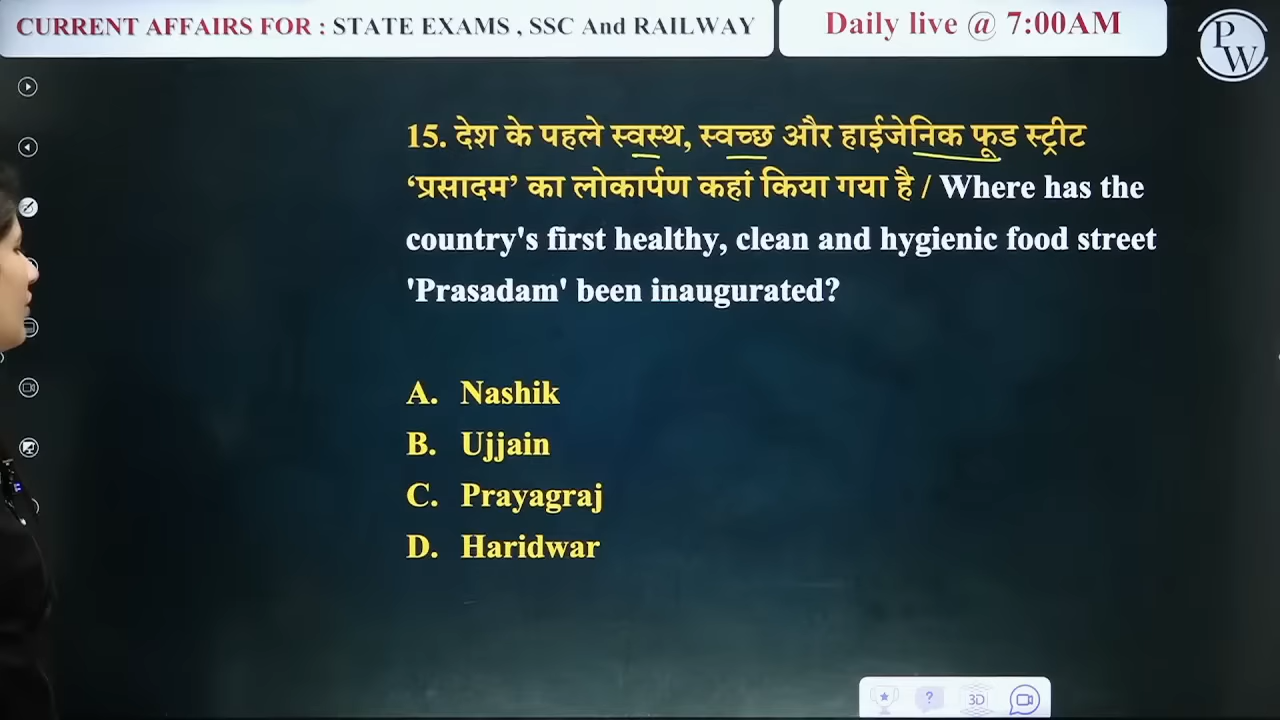 CURRENT AFFAIRS FOR : STATE EXAMS , SSC And RAILWAY
Daily live @ 7:00AM
PW
15. देश के पहले स्वस्थ, स्वच्छ और हाईजेनिक फूड स्ट्रीट
‘प्रसादम’ का लोकार्पण कहां किया गया है / Where has the
country's first healthy, clean and hygienic food street
'Prasadam' been inaugurated?
A. Nashik
B. Ujjain
C. Prayagraj
D. Haridwar
? 3D